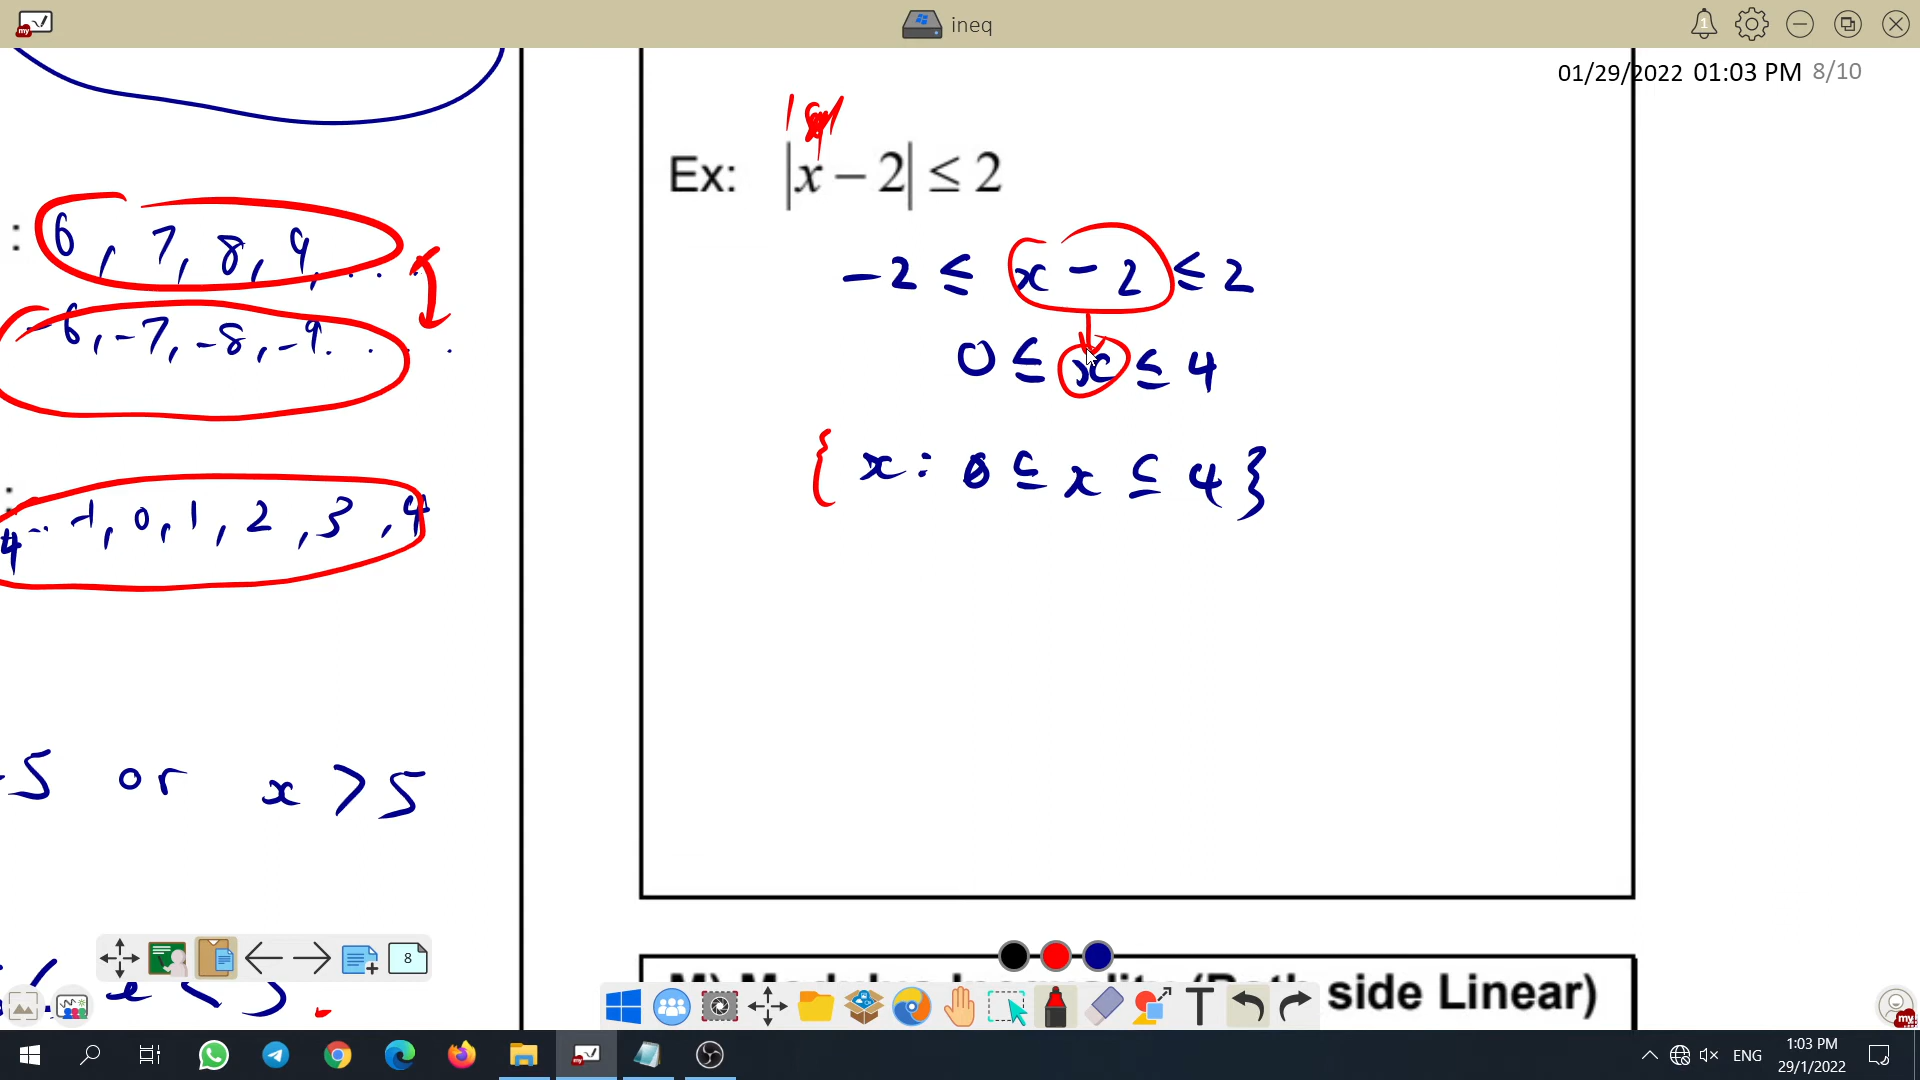 ineq
01/29/2022 01:03 PM 8/10
Ex: |x − 2| ≤ 2
−2 ≤ x − 2 ≤ 2
0 ≤ x ≤ 4
{ x : 0 ≤ x ≤ 4 }
: 6, 7, 8, 9, . . .
−6, −7, −8, −9. . . .
: 4 . . −1, 0, 1, 2, 3, 4
-5 or x > 5
8
side Linear)
ENG
1:03 PM
29/1/2022